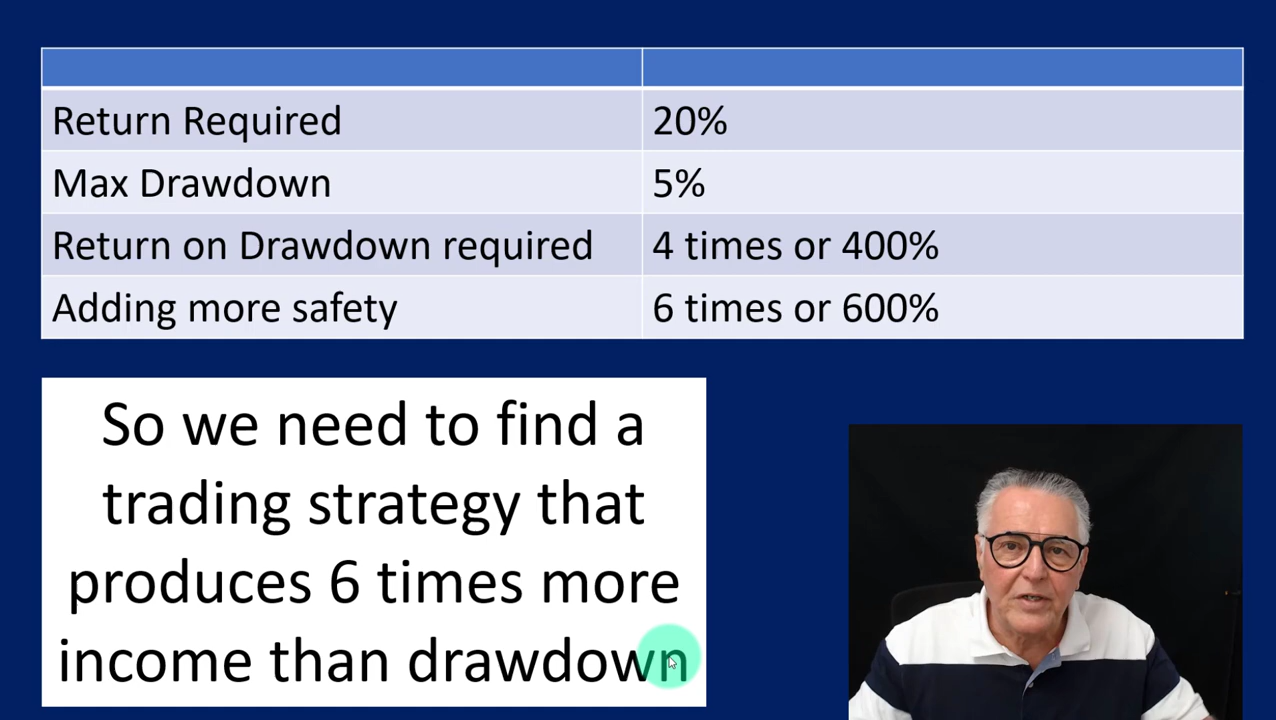 Return Required 20%
Max Drawdown 5%
Return on Drawdown required 4 times or 400%
Adding more safety 6 times or 600%
So we need to find a
trading strategy that
produces 6 times more
income than drawdown